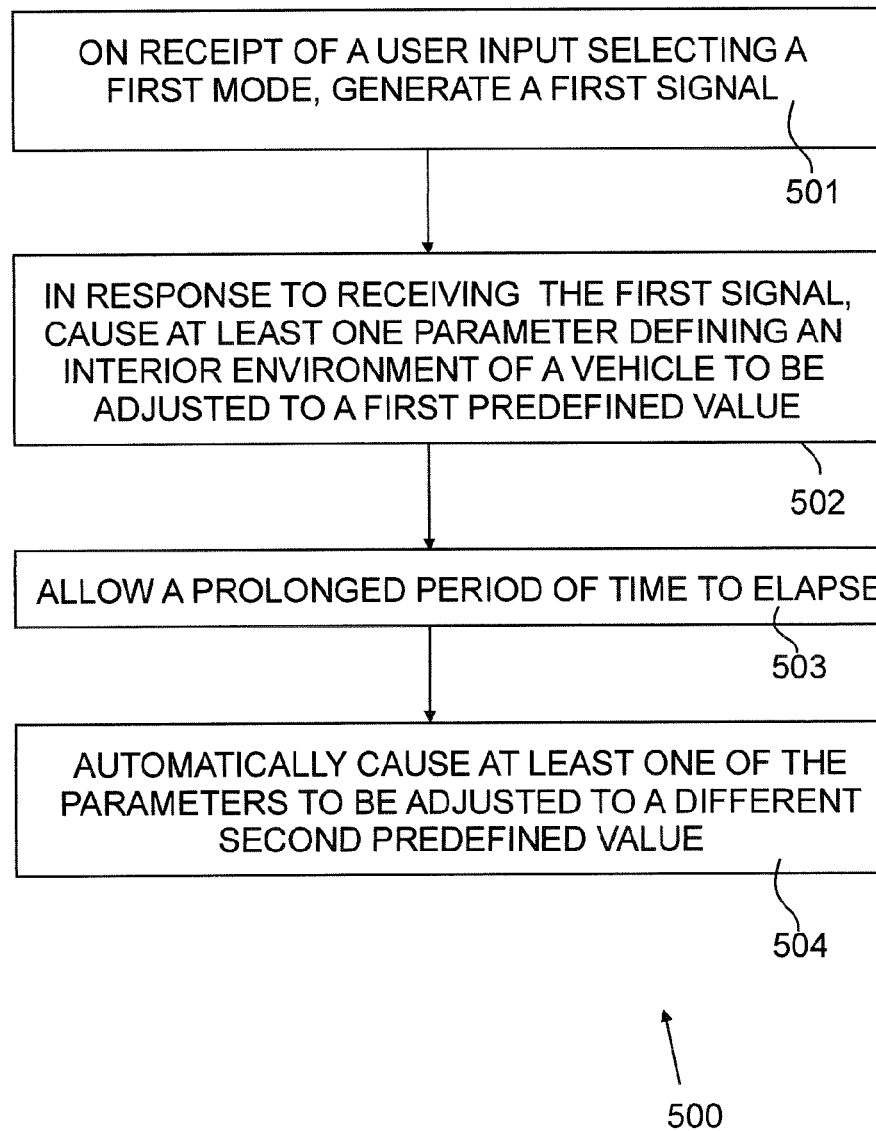 ON RECEIPT OF A USER INPUT SELECTING A
FIRST MODE, GENERATE A FIRST SIGNAL
501
IN RESPONSE TO RECEIVING THE FIRST SIGNAL,
CAUSE AT LEAST ONE PARAMETER DEFINING AN
INTERIOR ENVIRONMENT OF A VEHICLE TO BE
ADJUSTED TO A FIRST PREDEFINED VALUE
502
ALLOW A PROLONGED PERIOD OF TIME TO ELAPSE
503
AUTOMATICALLY CAUSE AT LEAST ONE OF THE
PARAMETERS TO BE ADJUSTED TO A DIFFERENT
SECOND PREDEFINED VALUE
504
500